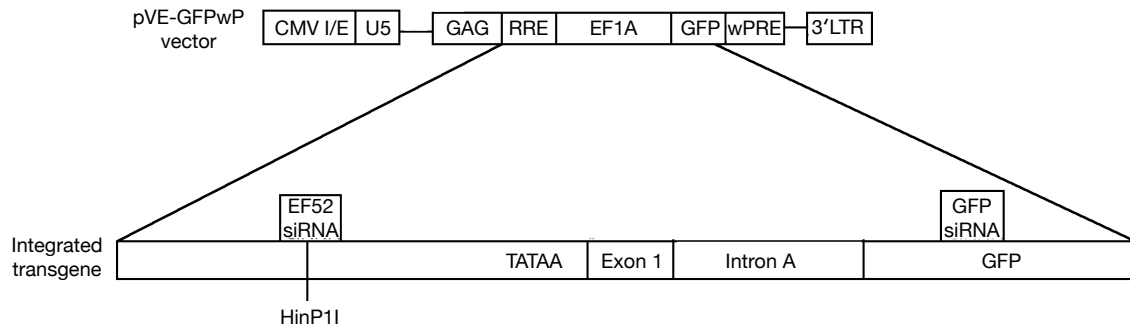 pVE-GFPwP
vector
CMV I/E U5 GAG RRE EF1A GFP wPRE 3′LTR
EF52
siRNA
GFP
siRNA
Integrated
transgene
TATAA Exon 1 Intron A GFP
HinP1I